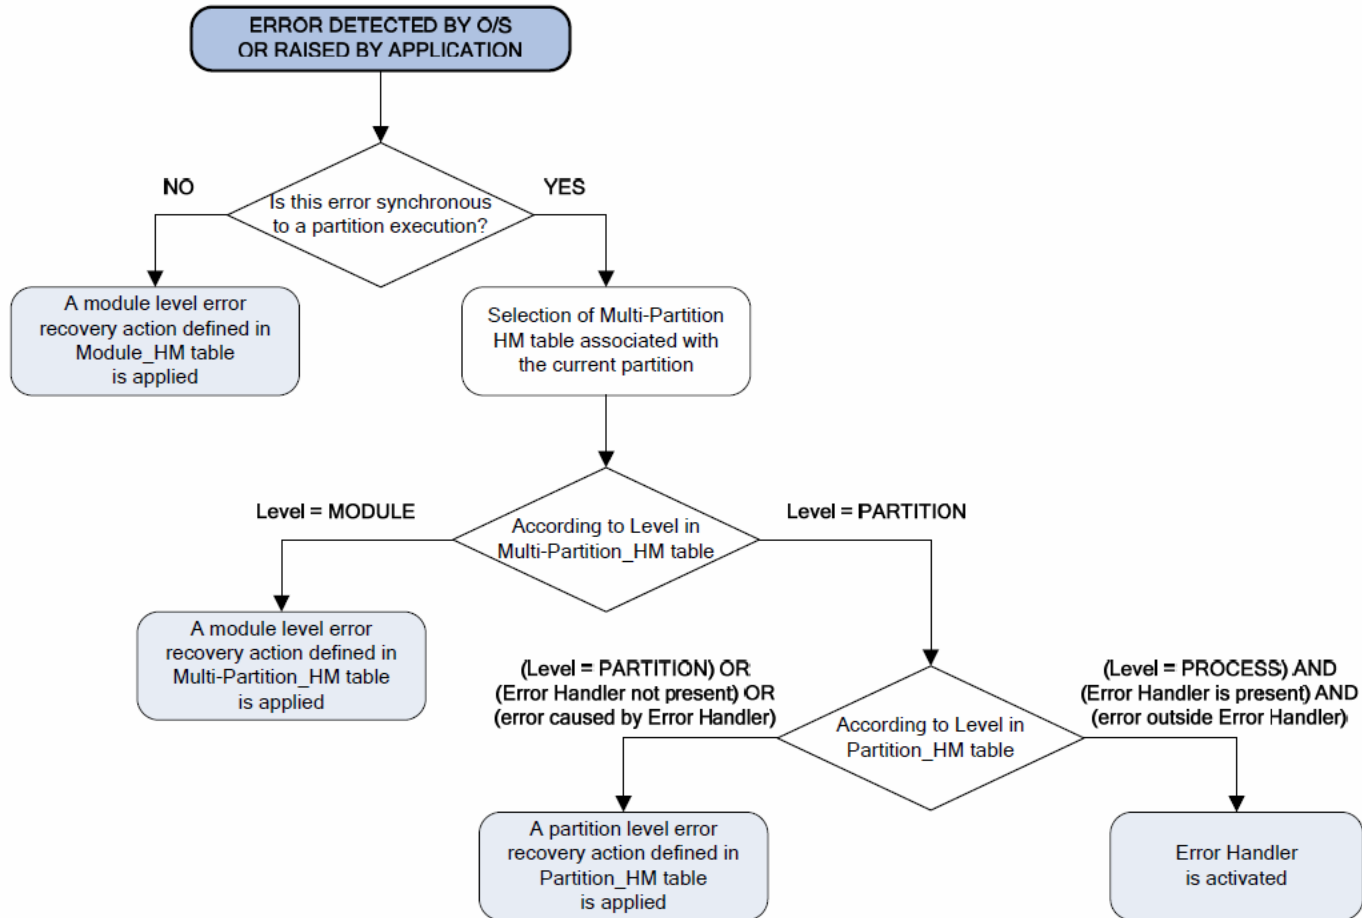 ERROR DETECTED BY O/S
OR RAISED BY APPLICATION
NO
YES
Is this error synchronous
to a partition execution?
A module level error
recovery action defined in
Module_HM table
is applied
Selection of Multi-Partition
HM table associated with
the current partition
Level = MODULE
Level = PARTITION
According to Level in
Multi-Partition_HM table
A module level error
recovery action defined in
Multi-Partition_HM table
is applied
(Level = PARTITION) OR
(Error Handler not present) OR
(error caused by Error Handler)
(Level = PROCESS) AND
(Error Handler is present) AND
(error outside Error Handler)
According to Level in
Partition_HM table
A partition level error
recovery action defined in
Partition_HM table
is applied
Error Handler
is activated